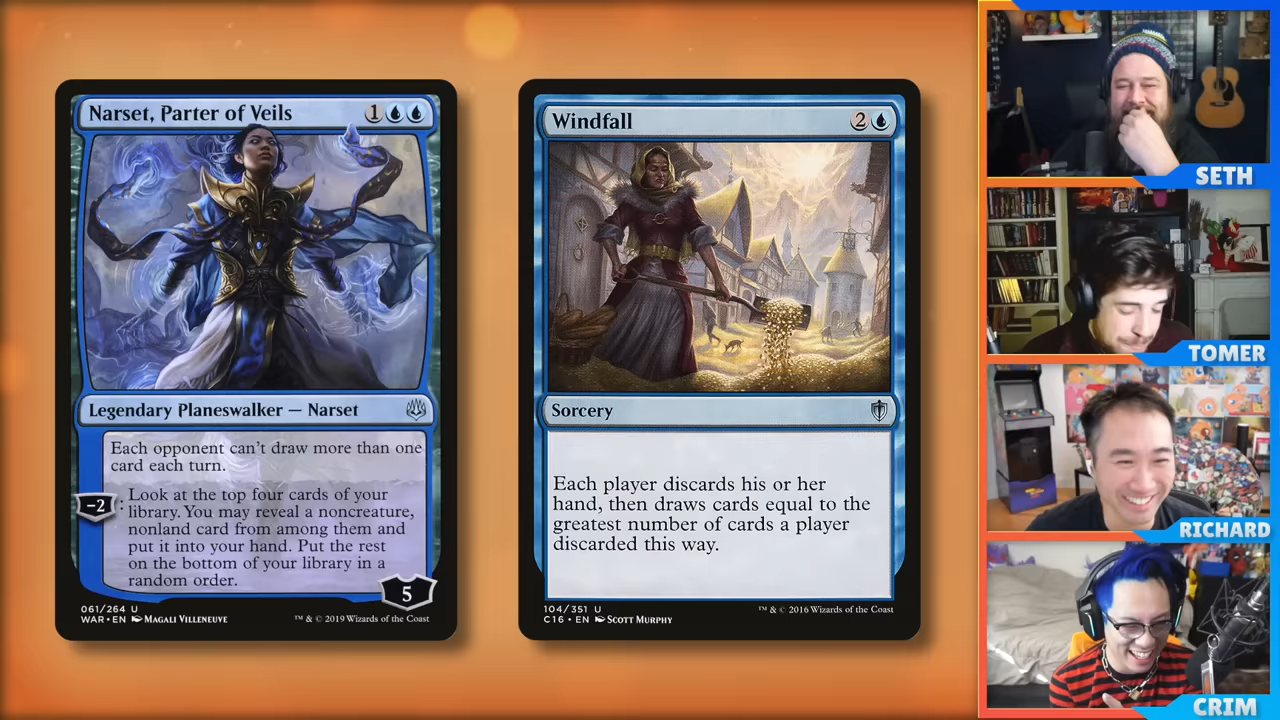 Narset, Parter of Veils
1
Legendary Planeswalker — Narset
Each opponent can't draw more than one
card each turn.
−2: Look at the top four cards of your
library. You may reveal a noncreature,
nonland card from among them and
put it into your hand. Put the rest
on the bottom of your library in a
random order.
5
061/264 U
WAR • EN Magali Villeneuve
™ & © 2019 Wizards of the Coast
Windfall
2
Sorcery
Each player discards his or her
hand, then draws cards equal to the
greatest number of cards a player
discarded this way.
104/351 U
C16 • EN Scott Murphy
™ & © 2016 Wizards of the Coast
SETH
TOMER
RICHARD
CRIM